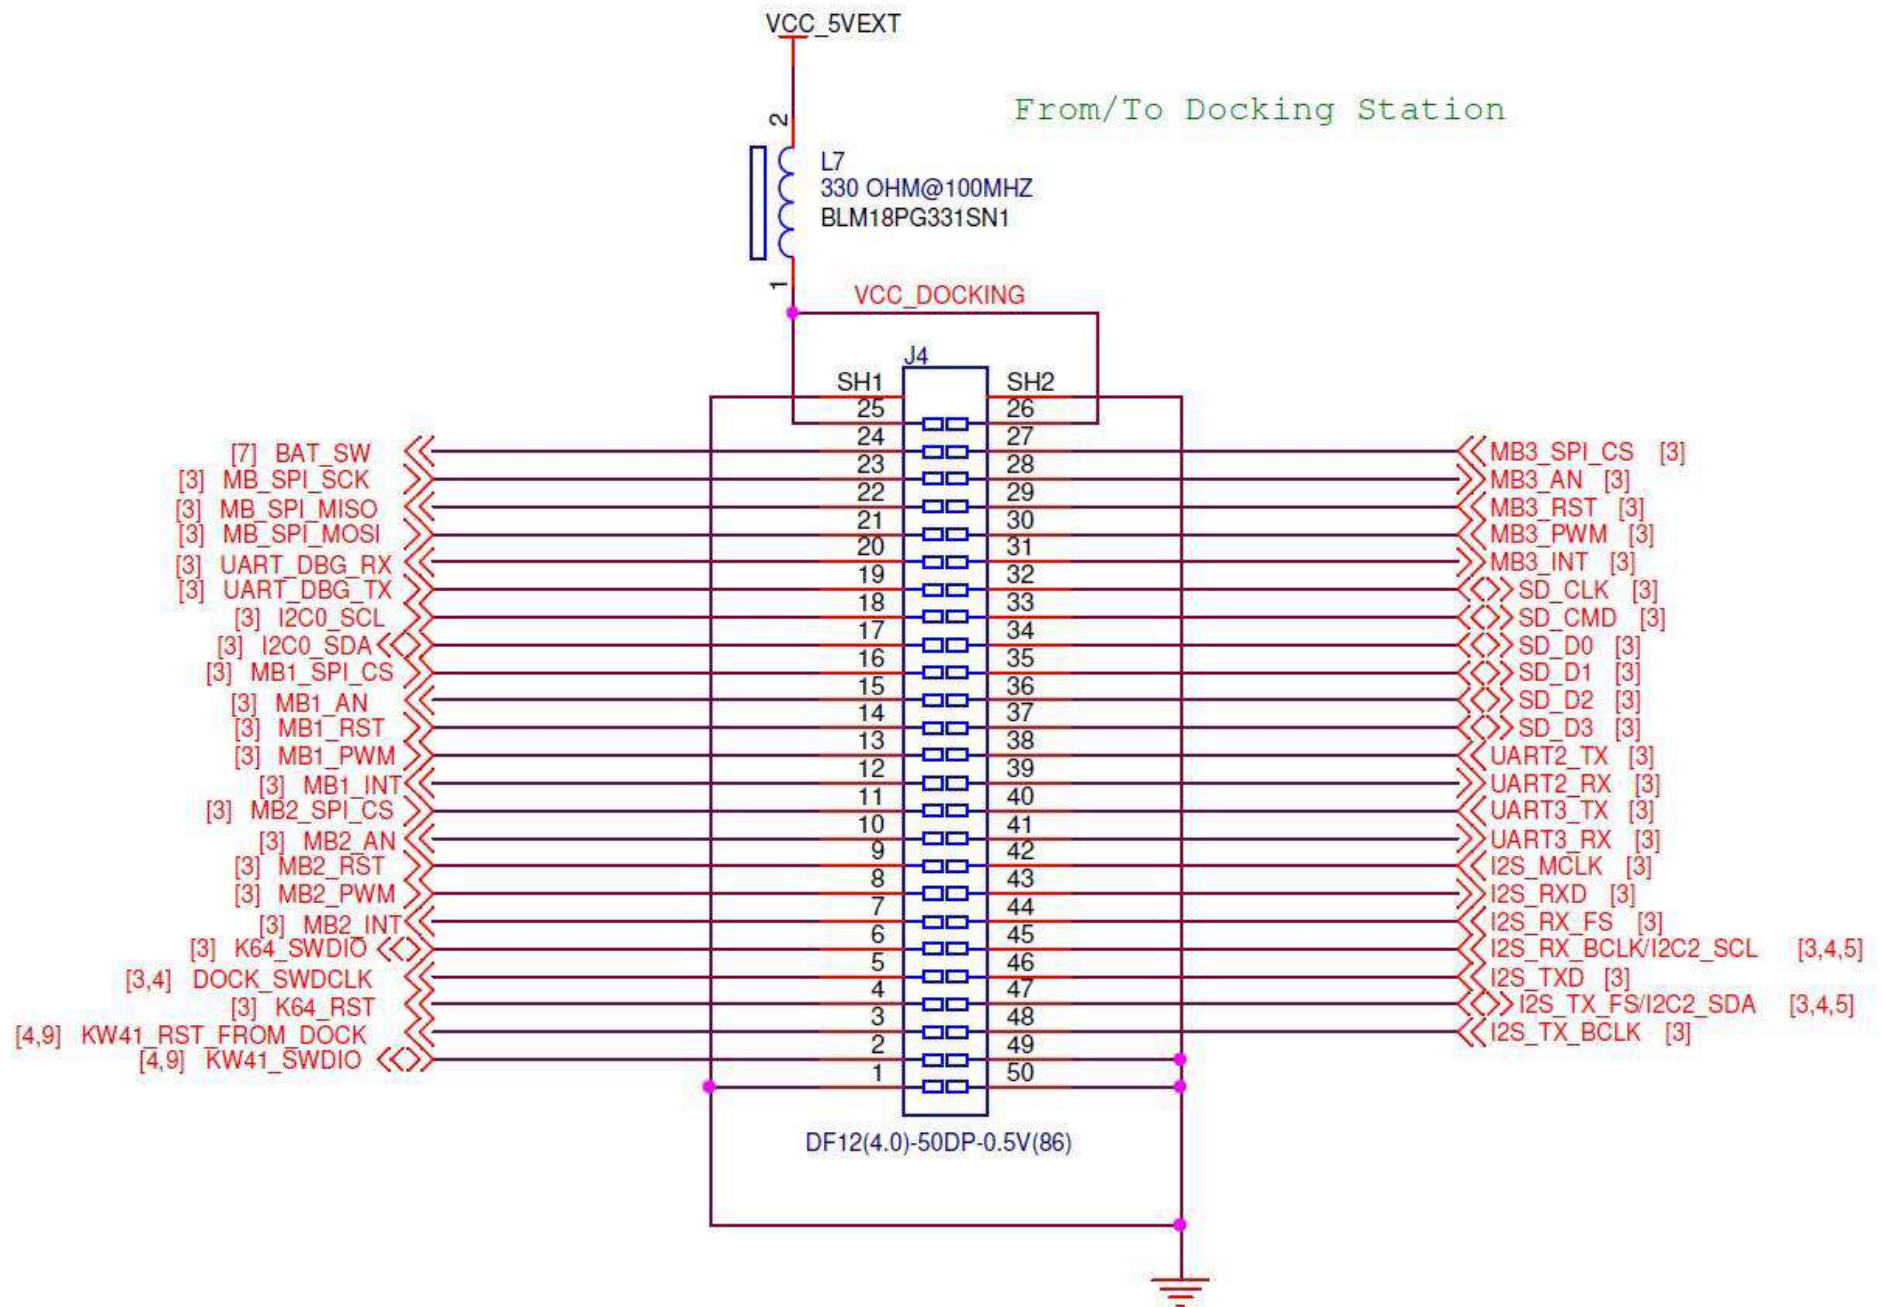 VCC_5VEXT
From/To Docking Station
2
L7
330 OHM@100MHZ
BLM18PG331SN1
1
VCC_DOCKING
J4
SH1 SH2
25 26
[7] BAT_SW 24 27 MB3_SPI_CS [3]
[3] MB_SPI_SCK 23 28 MB3_AN [3]
[3] MB_SPI_MISO 22 29 MB3_RST [3]
[3] MB_SPI_MOSI 21 30 MB3_PWM [3]
[3] UART_DBG_RX 20 31 MB3_INT [3]
[3] UART_DBG_TX 19 32 SD_CLK [3]
[3] I2C0_SCL 18 33 SD_CMD [3]
[3] I2C0_SDA 17 34 SD_D0 [3]
[3] MB1_SPI_CS 16 35 SD_D1 [3]
[3] MB1_AN 15 36 SD_D2 [3]
[3] MB1_RST 14 37 SD_D3 [3]
[3] MB1_PWM 13 38 UART2_TX [3]
[3] MB1_INT 12 39 UART2_RX [3]
[3] MB2_SPI_CS 11 40 UART3_TX [3]
[3] MB2_AN 10 41 UART3_RX [3]
[3] MB2_RST 9 42 I2S_MCLK [3]
[3] MB2_PWM 8 43 I2S_RXD [3]
[3] MB2_INT 7 44 I2S_RX_FS [3]
[3] K64_SWDIO 6 45 I2S_RX_BCLK/I2C2_SCL [3,4,5]
[3,4] DOCK_SWDCLK 5 46 I2S_TXD [3]
[3] K64_RST 4 47 I2S_TX_FS/I2C2_SDA [3,4,5]
[4,9] KW41_RST_FROM_DOCK 3 48 I2S_TX_BCLK [3]
[4,9] KW41_SWDIO 2 49
1 50
DF12(4.0)-50DP-0.5V(86)